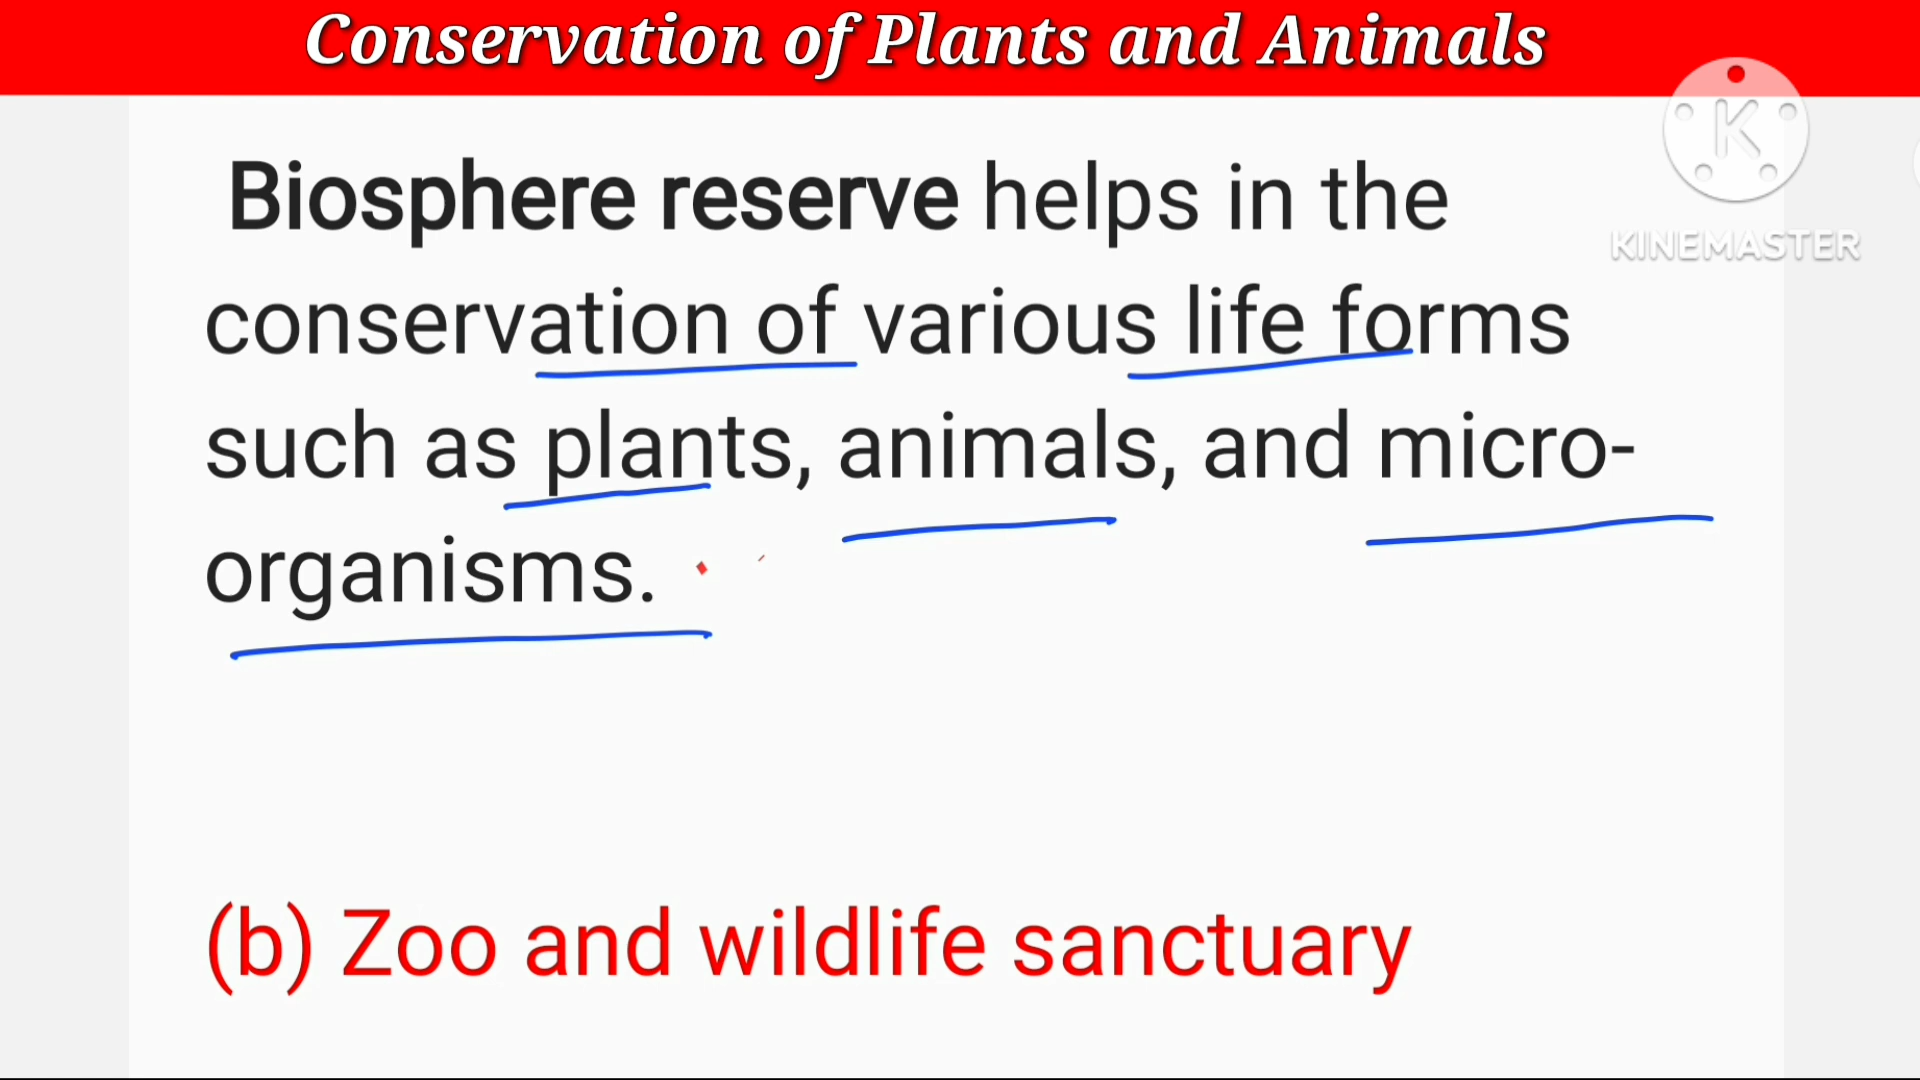 Conservation of Plants and Animals
K
KINEMASTER
Biosphere reserve helps in the
conservation of various life forms
such as plants, animals, and micro-
organisms.
(b) Zoo and wildlife sanctuary